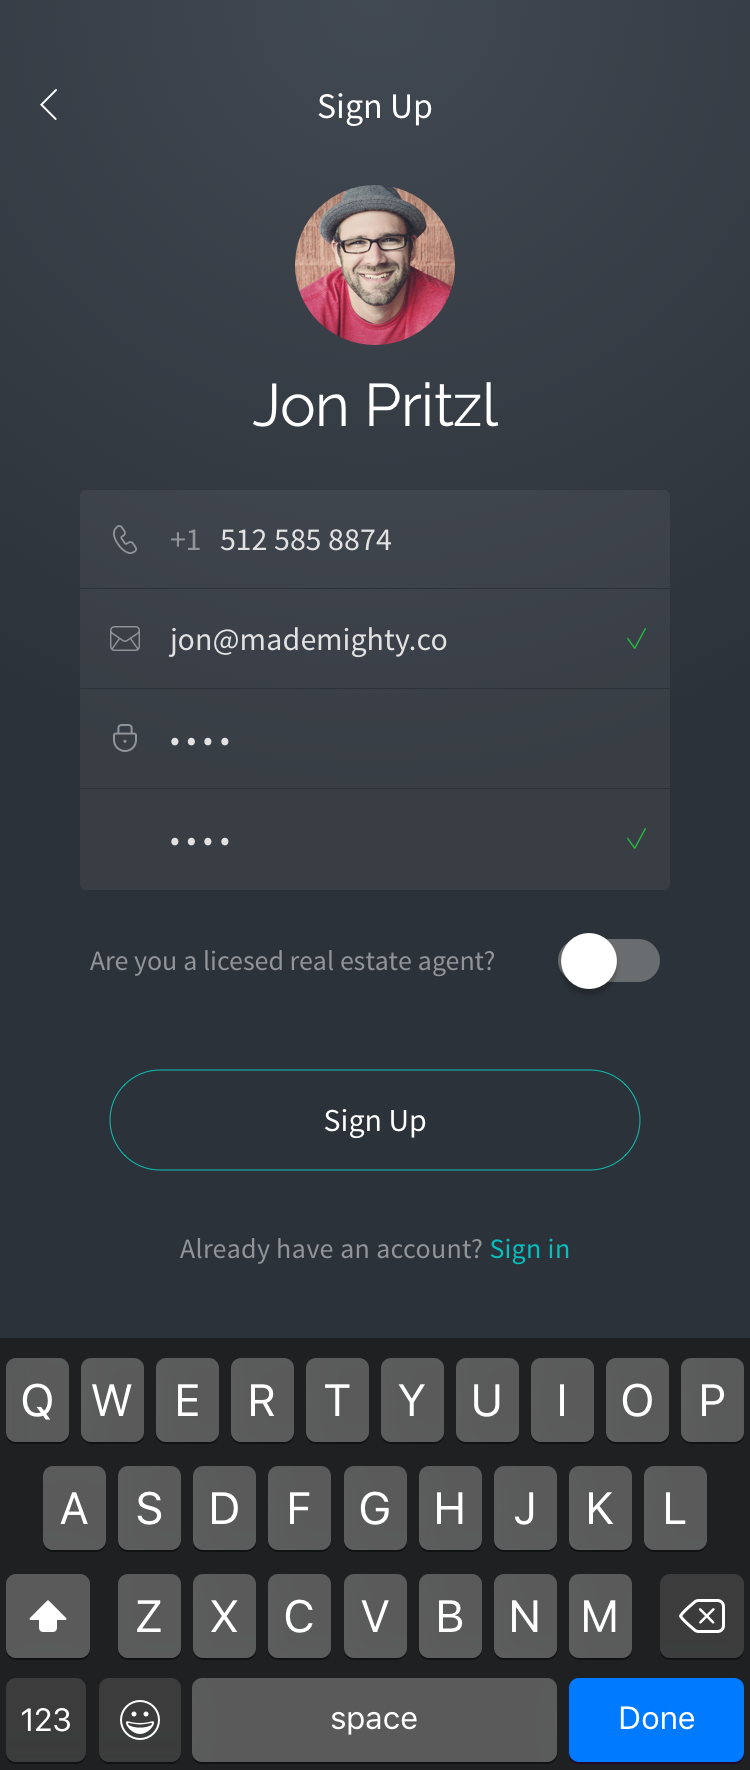 Sign Up
Jon Pritzl
+1 512 585 8874
jon@mademighty.co
••••
••••
Are you a licesed real estate agent?
Sign Up
Already have an account? Sign in
Q W E R T Y U I O P
A S D F G H J K L
Z X C V B N M
123 space Done